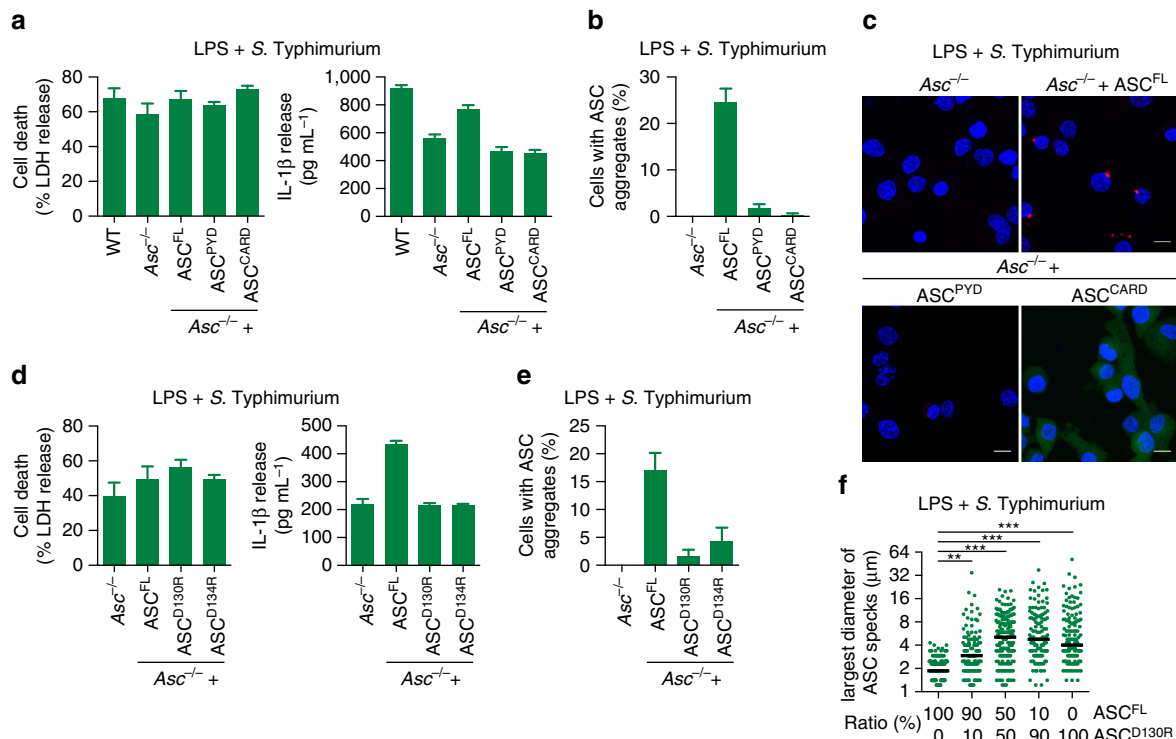 a
LPS + S. Typhimurium
Cell death
(% LDH release)
80
60
40
20
0
WT
Asc−/−
ASCFL
ASCPYD
ASCCARD
Asc−/− +
IL-1β release
(pg mL−1)
1,000
800
600
400
200
0
WT
Asc−/−
ASCFL
ASCPYD
ASCCARD
Asc−/− +
b
LPS + S. Typhimurium
Cells with ASC
aggregates (%)
30
20
10
0
Asc−/−
ASCFL
ASCPYD
ASCCARD
Asc−/− +
c
LPS + S. Typhimurium
Asc−/−
Asc−/− + ASCFL
Asc−/− +
ASCPYD
ASCCARD
d
LPS + S. Typhimurium
Cell death
(% LDH release)
80
60
40
20
0
Asc−/−
ASCFL
ASCD130R
ASCD134R
Asc−/− +
IL-1β release
(pg mL−1)
500
400
300
200
100
0
Asc−/−
ASCFL
ASCD130R
ASCD134R
Asc−/− +
e
LPS + S. Typhimurium
Cells with ASC
aggregates (%)
25
20
15
10
5
0
Asc−/−
ASCFL
ASCD130R
ASCD134R
Asc−/− +
f
LPS + S. Typhimurium
***
***
***
**
largest diameter of
ASC specks (μm)
64
32
16
8
4
2
1
Ratio (%)
100 90 50 10 0 ASCFL
0 10 50 90 100 ASCD130R